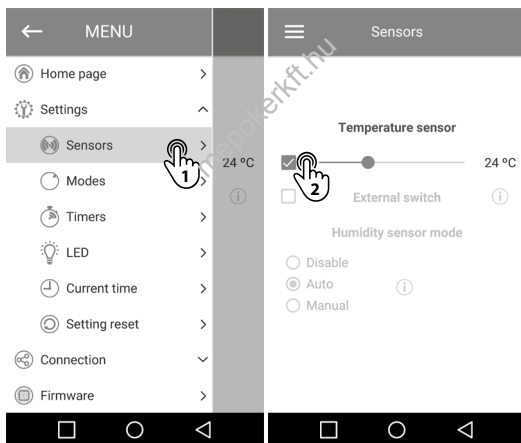 MENU
Home page
Settings
Sensors
1
24 ºC
Modes
Timers
LED
Current time
Setting reset
Connection
Firmware
Sensors
Temperature sensor
24 ºC
2
External switch
Humidity sensor mode
Disable
Auto
Manual